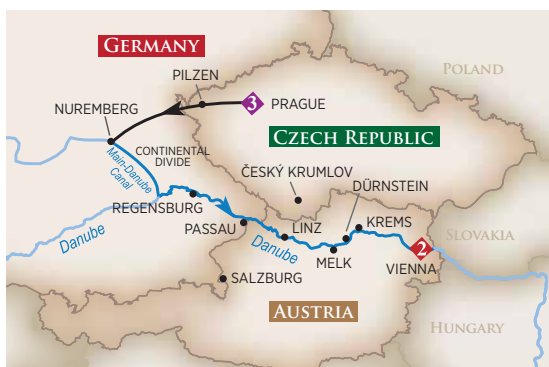 GERMANY
POLAND
PILZEN
3
PRAGUE
NUREMBERG
CZECH REPUBLIC
Main-Danube
Canal
CONTINENTAL
DIVIDE
ČESKÝ KRUMLOV
DÜRNSTEIN
REGENSBURG
KREMS
PASSAU
LINZ
Danube
Danube
SLOVAKIA
2
MELK
VIENNA
SALZBURG
AUSTRIA
HUNGARY